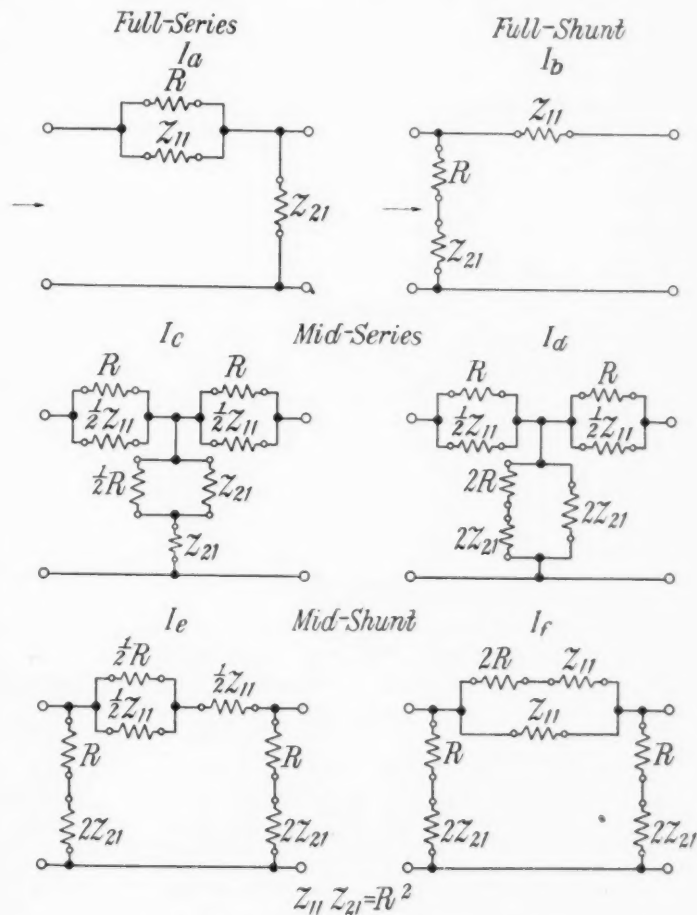 Full-Series Full-Shunt
Ia Ib
R
Z11
Z11
R
Z21
Z21
Ic Mid-Series Id
R R R R
½Z11 ½Z11 ½Z11 ½Z11
½R Z21 2R 2Z21
Z21 2Z21
Ie Mid-Shunt If
½R ½Z11 2R Z11
½Z11 Z11
R R R R
2Z21 2Z21 2Z21 2Z21
Z11 Z21=R²